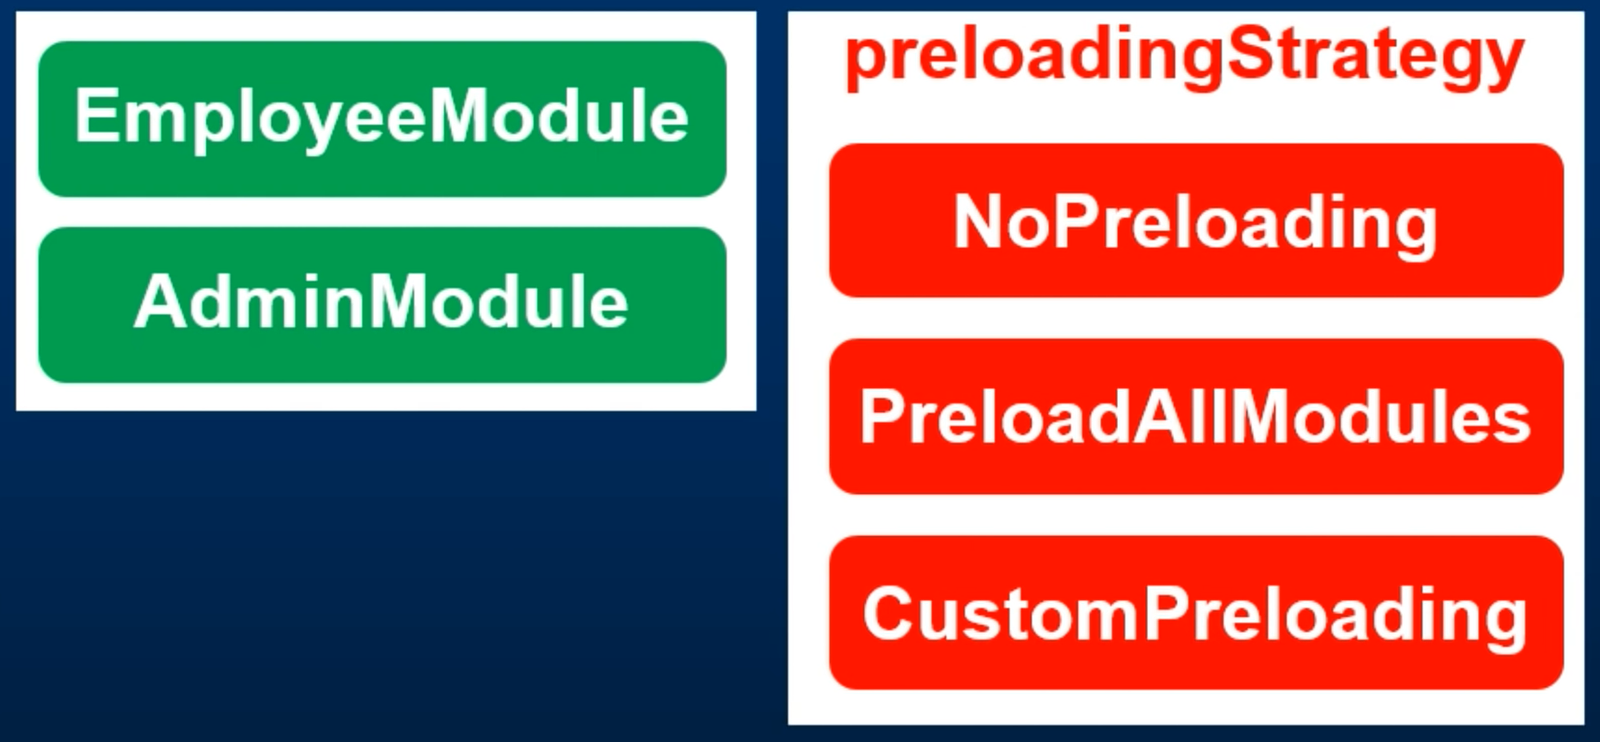 EmployeeModule
AdminModule
preloadingStrategy
NoPreloading
PreloadAllModules
CustomPreloading